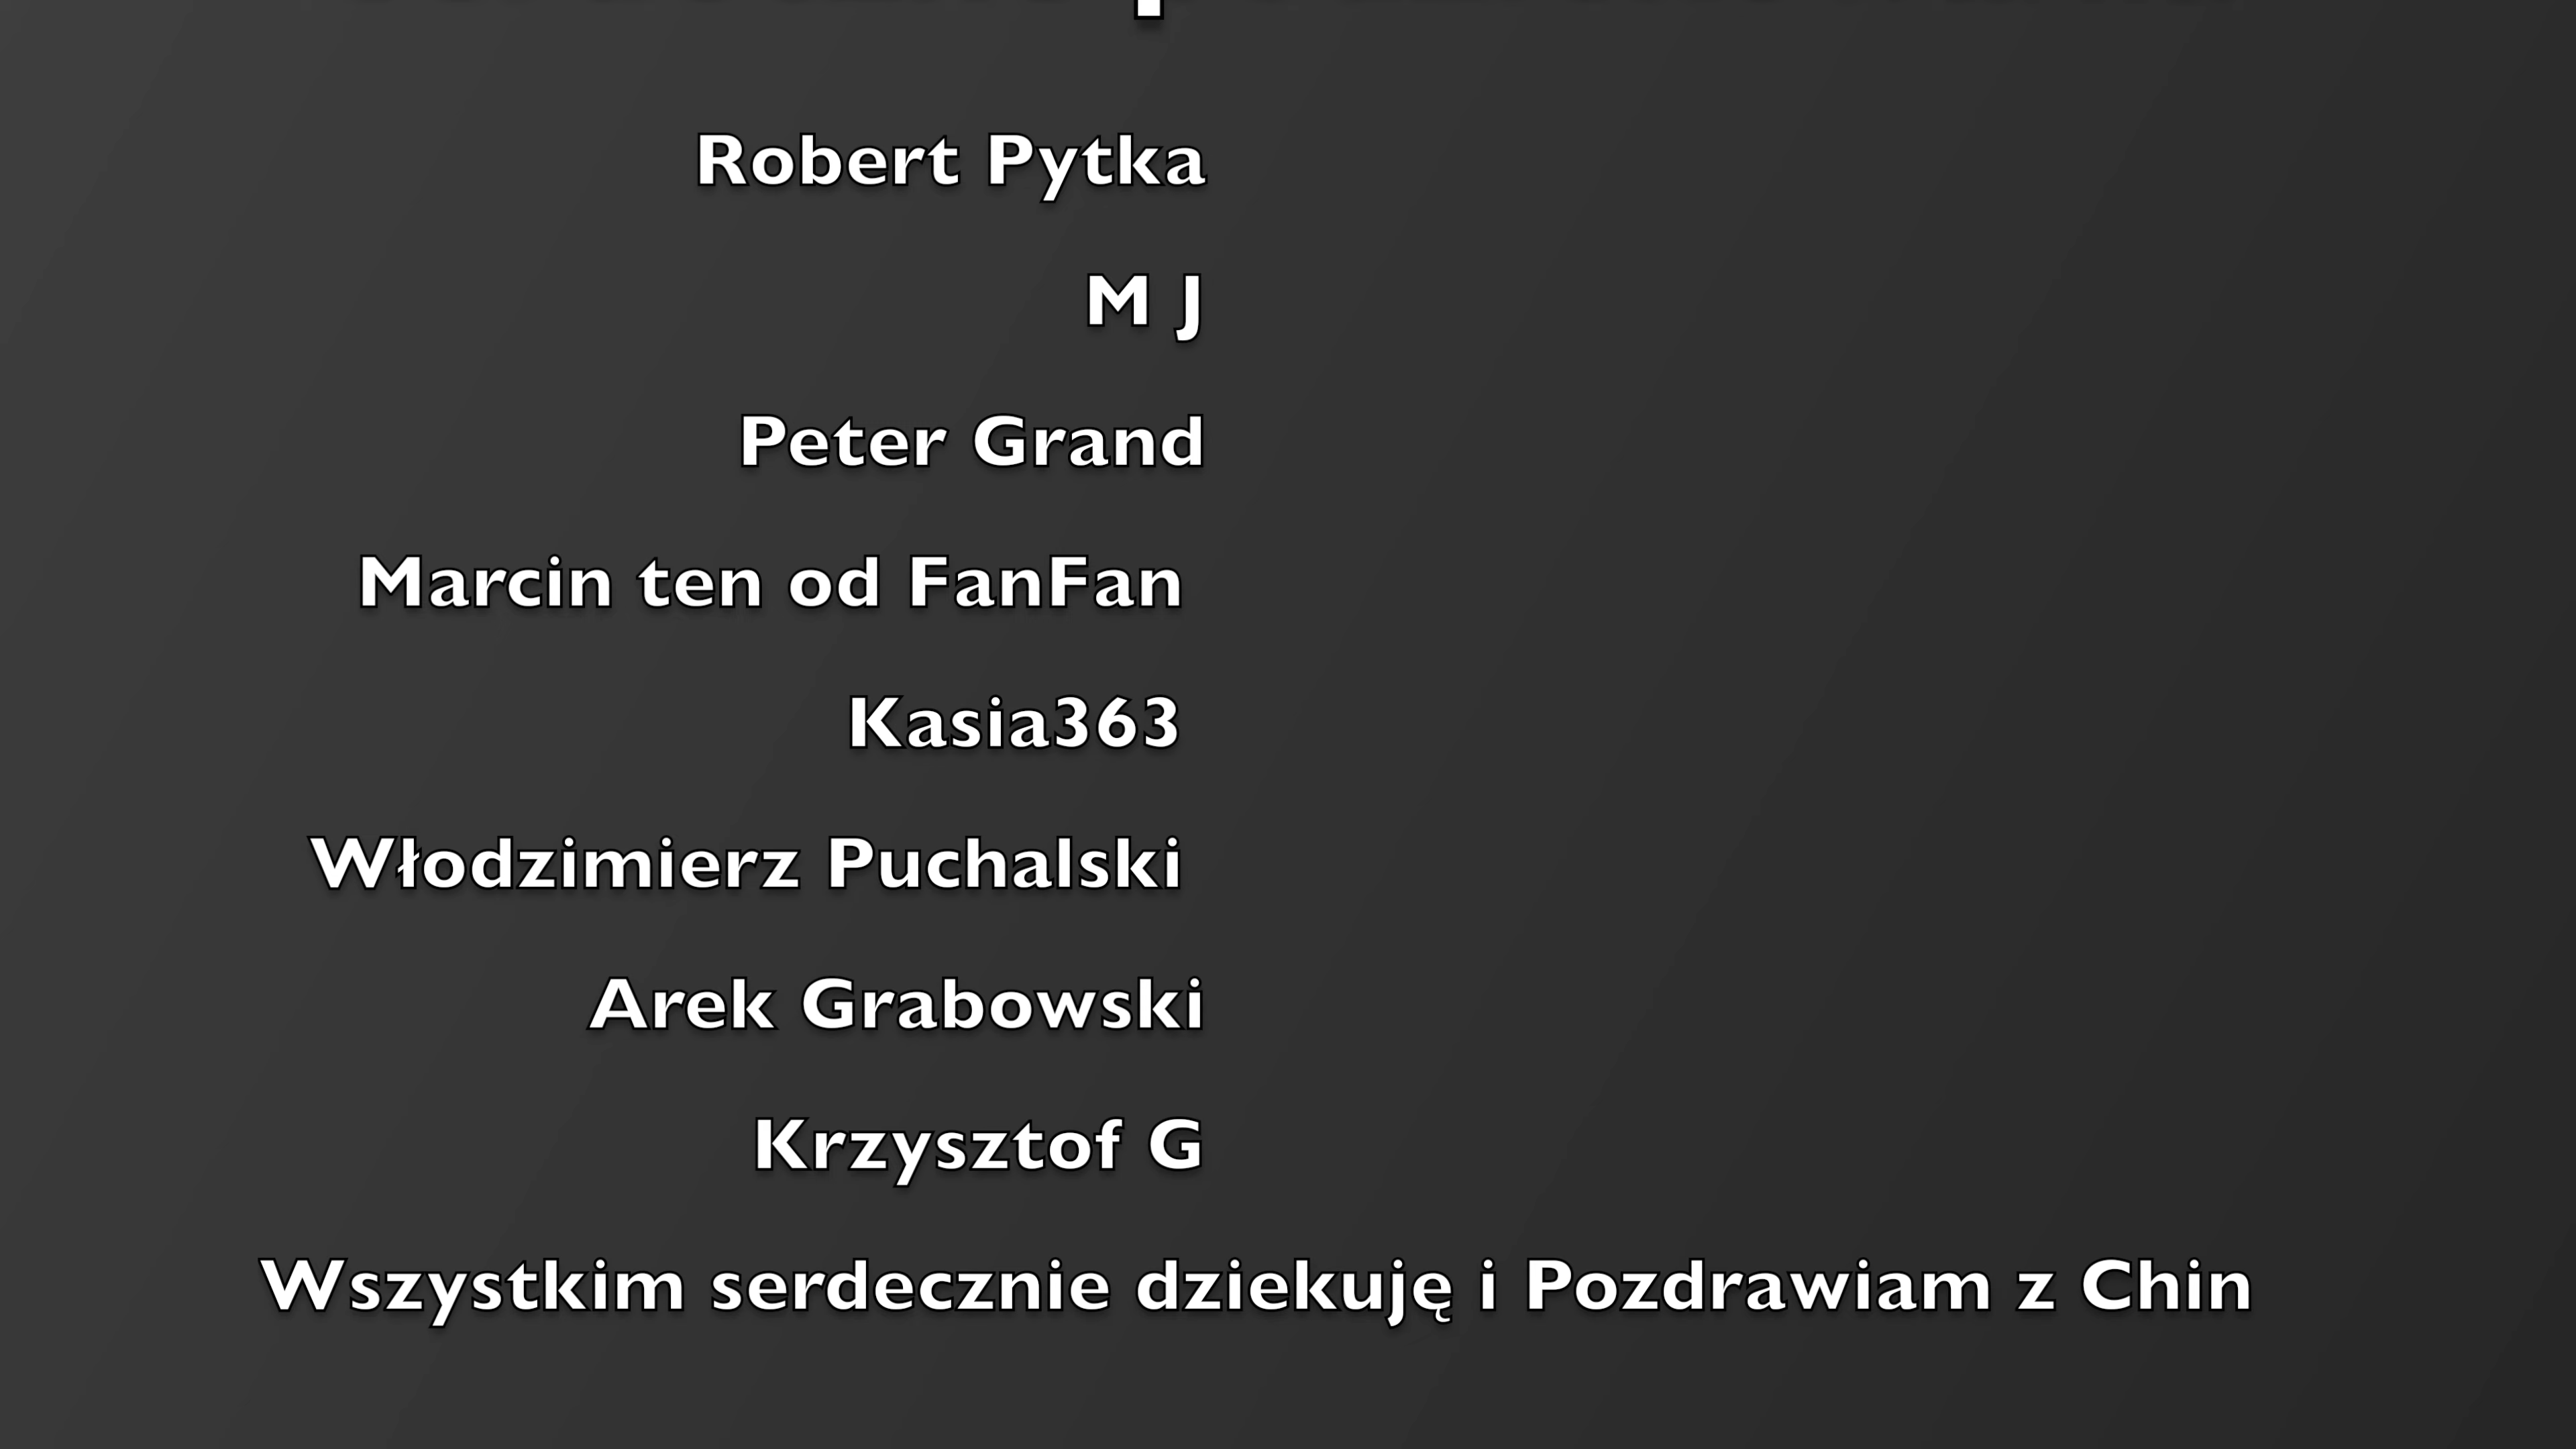 Robert Pytka
M J
Peter Grand
Marcin ten od FanFan
Kasia363
Włodzimierz Puchalski
Arek Grabowski
Krzysztof G
Wszystkim serdecznie dziekuję i Pozdrawiam z Chin